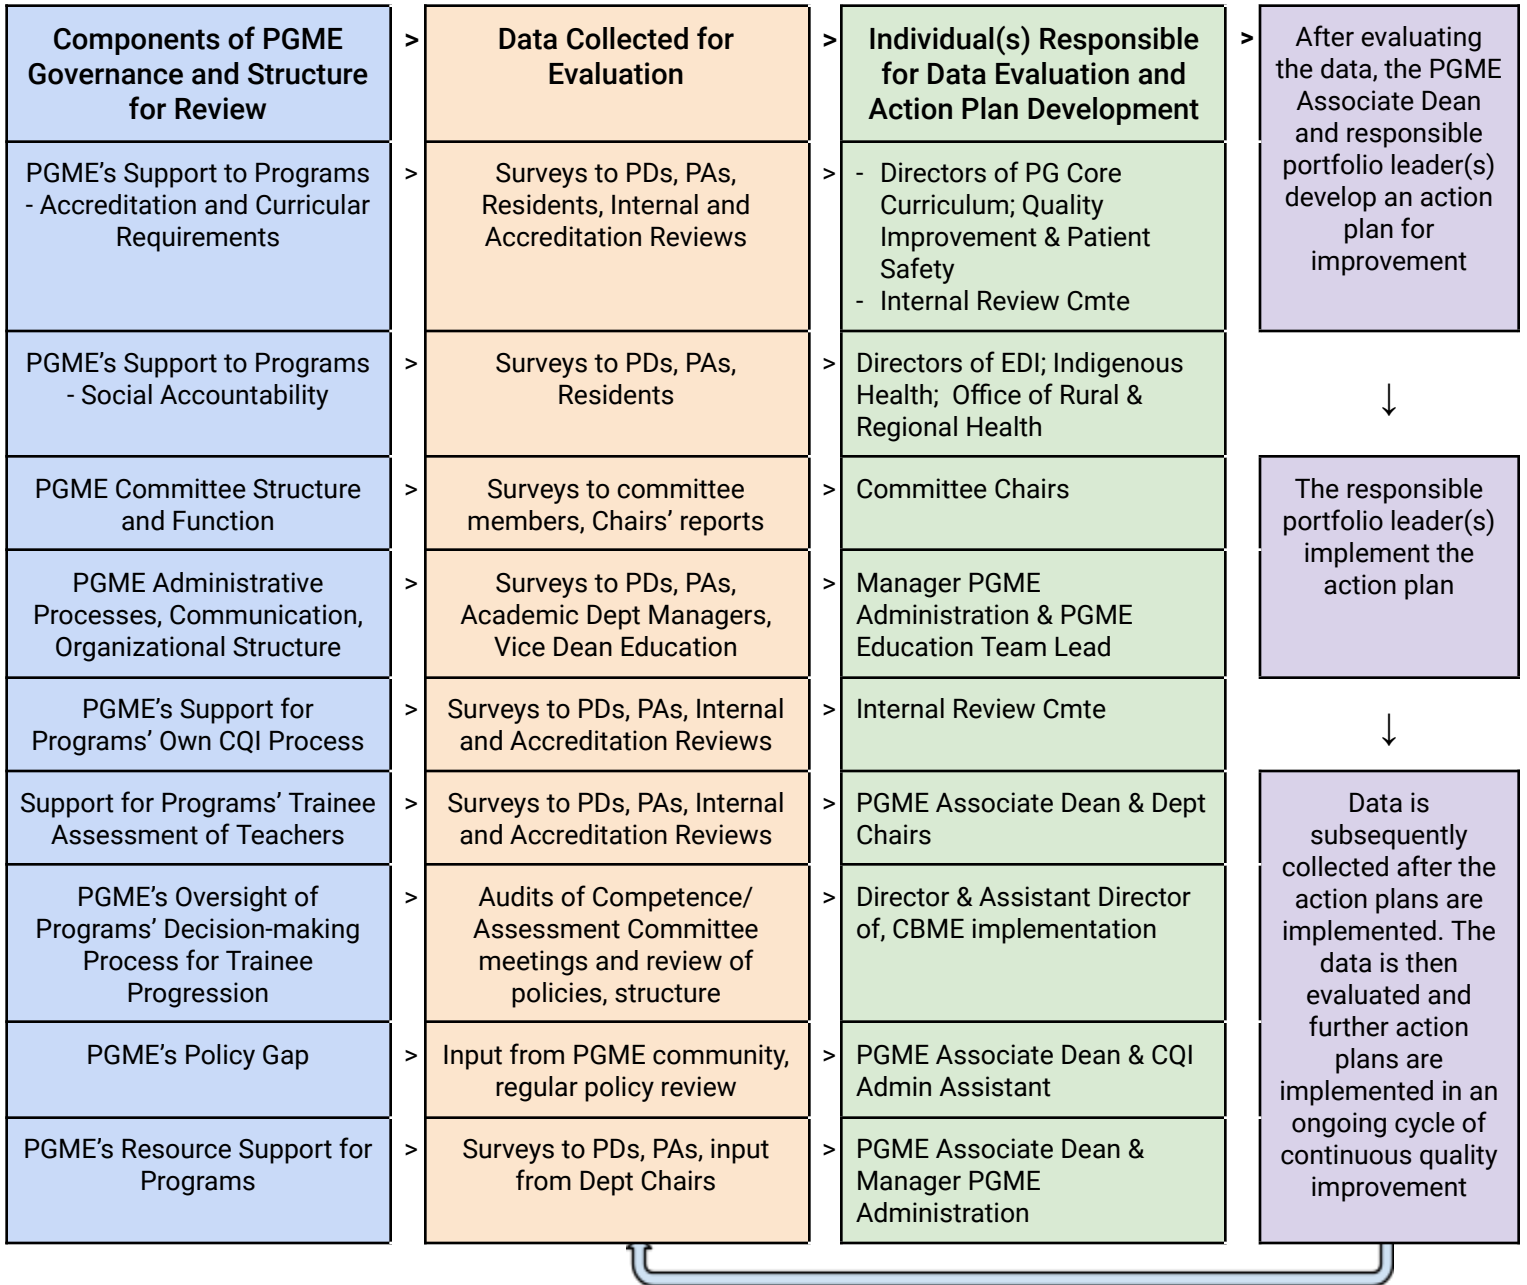 Components of PGME
Governance and Structure
for Review
>
Data Collected for
Evaluation
>
Individual(s) Responsible
for Data Evaluation and
Action Plan Development
>
After evaluating
the data, the PGME
Associate Dean
and responsible
portfolio leader(s)
develop an action
plan for
improvement
PGME’s Support to Programs
- Accreditation and Curricular
Requirements
>
Surveys to PDs, PAs,
Residents, Internal and
Accreditation Reviews
>
- Directors of PG Core
Curriculum; Quality
Improvement & Patient
Safety
- Internal Review Cmte
PGME’s Support to Programs
- Social Accountability
>
Surveys to PDs, PAs,
Residents
>
Directors of EDI; Indigenous
Health; Office of Rural &
Regional Health
↓
PGME Committee Structure
and Function
>
Surveys to committee
members, Chairs’ reports
>
Committee Chairs
The responsible
portfolio leader(s)
implement the
action plan
PGME Administrative
Processes, Communication,
Organizational Structure
>
Surveys to PDs, PAs,
Academic Dept Managers,
Vice Dean Education
>
Manager PGME
Administration & PGME
Education Team Lead
PGME’s Support for
Programs’ Own CQI Process
>
Surveys to PDs, PAs, Internal
and Accreditation Reviews
>
Internal Review Cmte
↓
Support for Programs’ Trainee
Assessment of Teachers
>
Surveys to PDs, PAs, Internal
and Accreditation Reviews
>
PGME Associate Dean & Dept
Chairs
Data is
subsequently
collected after the
action plans are
implemented. The
data is then
evaluated and
further action
plans are
implemented in an
ongoing cycle of
continuous quality
improvement
PGME’s Oversight of
Programs’ Decision-making
Process for Trainee
Progression
>
Audits of Competence/
Assessment Committee
meetings and review of
policies, structure
>
Director & Assistant Director
of, CBME implementation
PGME’s Policy Gap
>
Input from PGME community,
regular policy review
>
PGME Associate Dean & CQI
Admin Assistant
PGME’s Resource Support for
Programs
>
Surveys to PDs, PAs, input
from Dept Chairs
>
PGME Associate Dean &
Manager PGME
Administration